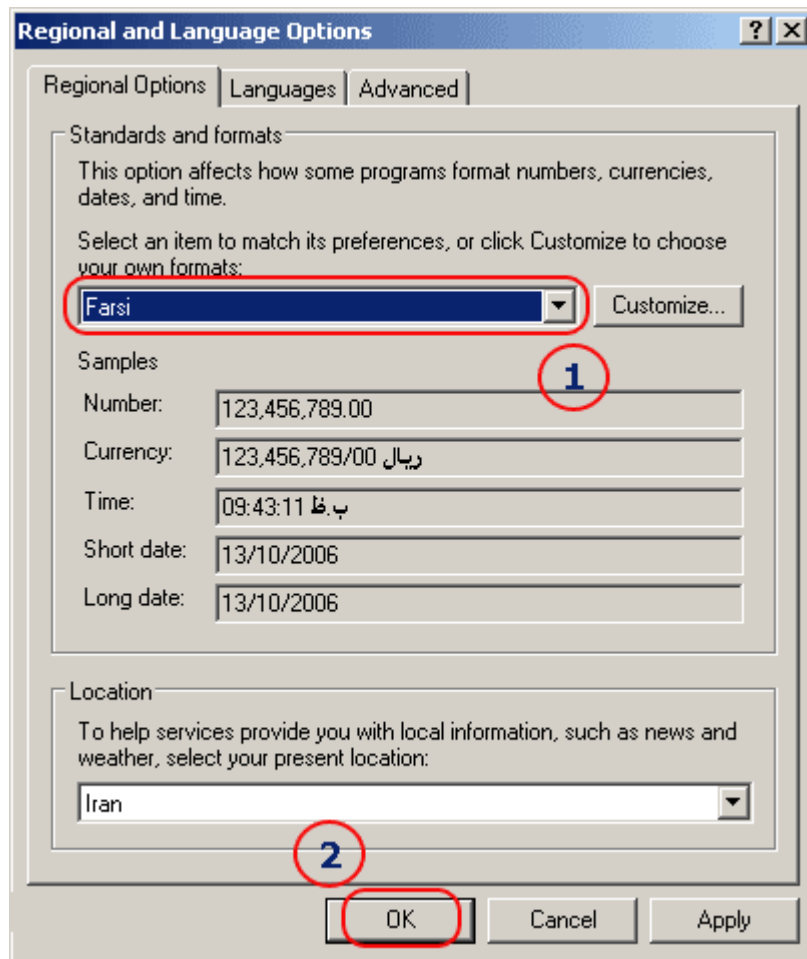 Regional and Language Options
Regional Options Languages Advanced
Standards and formats
This option affects how some programs format numbers, currencies,
dates, and time.
Select an item to match its preferences, or click Customize to choose
your own formats:
Farsi Customize...
1
Samples
Number: 123,456,789.00
Currency: 123,456,789/00 ريال
Time: 09:43:11 ب.ظ
Short date: 13/10/2006
Long date: 13/10/2006
Location
To help services provide you with local information, such as news and
weather, select your present location:
Iran
2
OK Cancel Apply